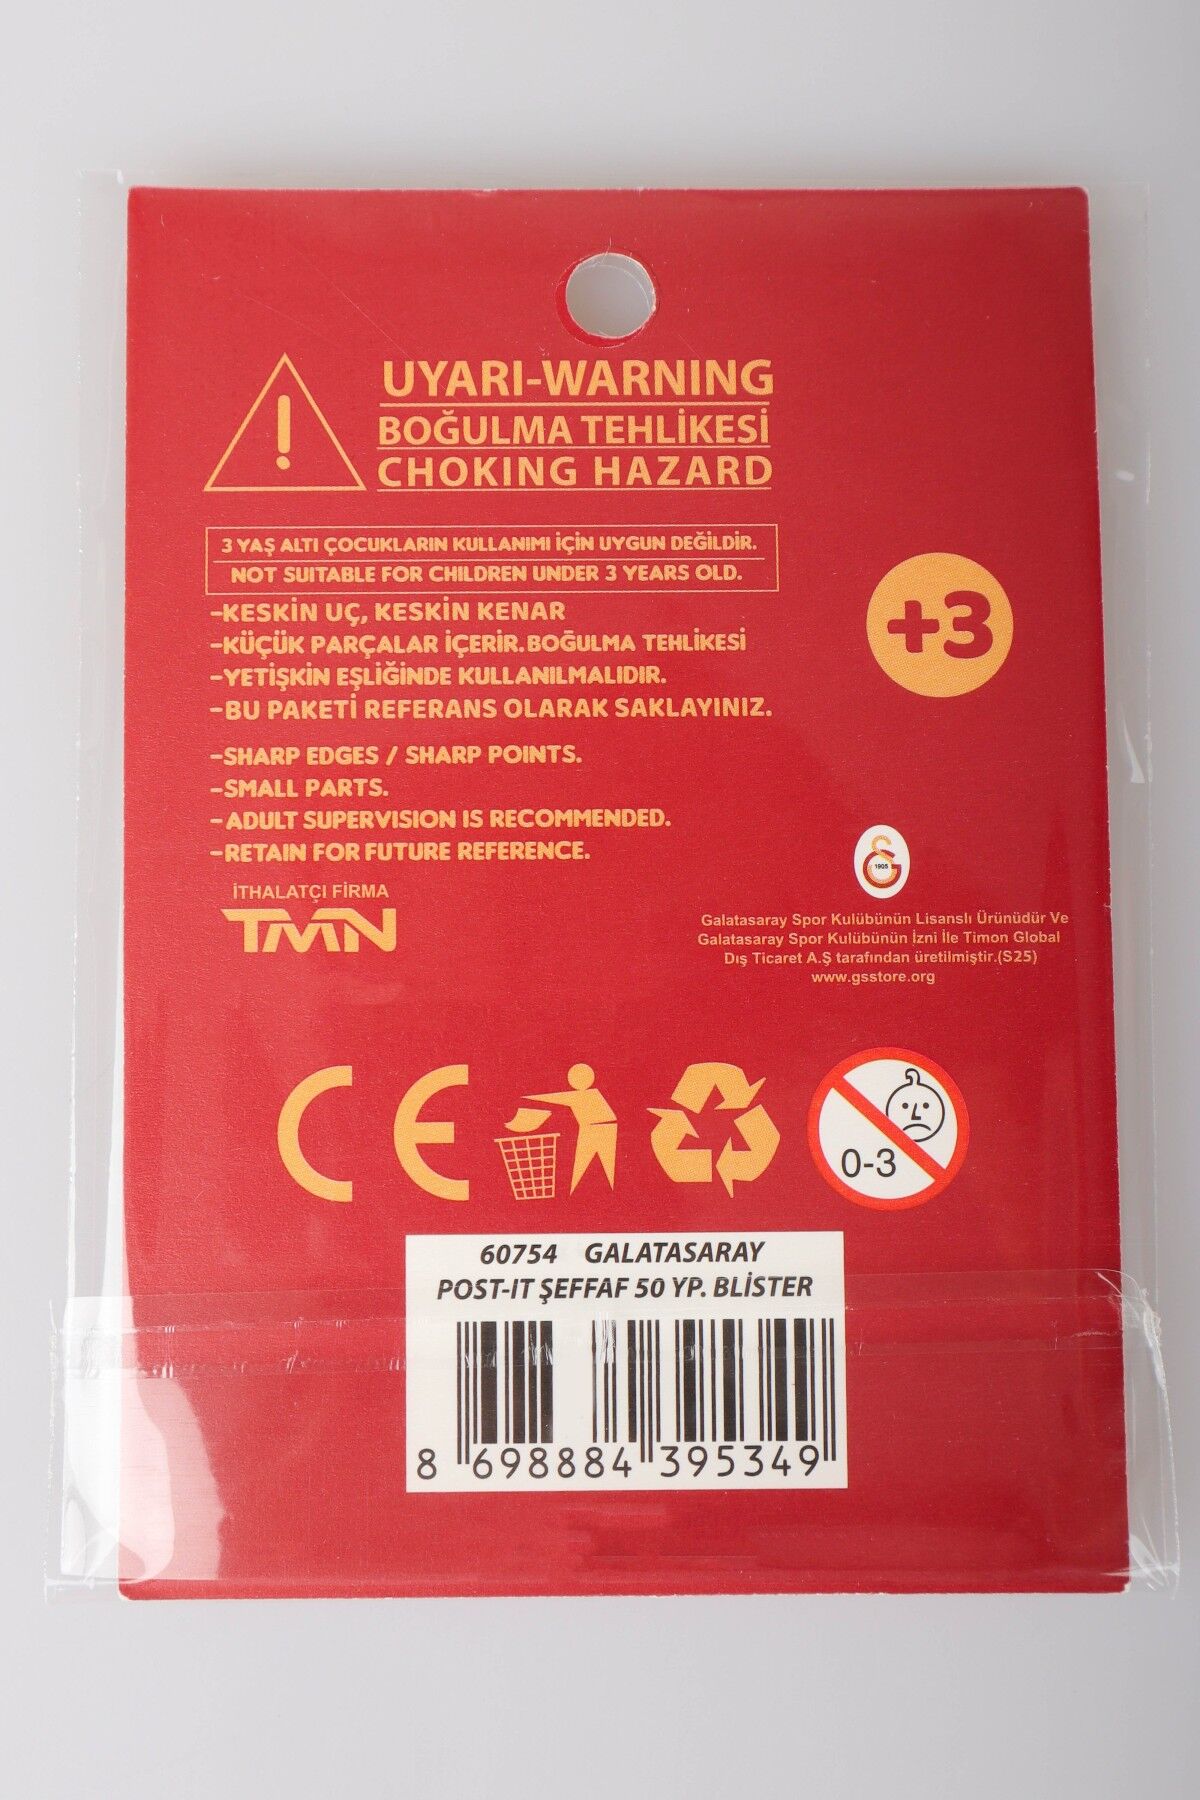 UYARI-WARNING
BOĞULMA TEHLİKESİ
CHOKING HAZARD
3 YAŞ ALTI ÇOCUKLARIN KULLANIMI İÇİN UYGUN DEĞİLDİR.
NOT SUITABLE FOR CHILDREN UNDER 3 YEARS OLD.
-KESKİN UÇ, KESKİN KENAR
-KÜÇÜK PARÇALAR İÇERİR.BOĞULMA TEHLİKESİ
-YETİŞKİN EŞLİĞİNDE KULLANILMALIDIR.
-BU PAKETİ REFERANS OLARAK SAKLAYINIZ.
+3
-SHARP EDGES / SHARP POINTS.
-SMALL PARTS.
-ADULT SUPERVISION IS RECOMMENDED.
-RETAIN FOR FUTURE REFERENCE.
İTHALATÇI FİRMA
TMN
1905
Galatasaray Spor Kulübünün Lisanslı Ürünüdür Ve
Galatasaray Spor Kulübünün İzni İle Timon Global
Dış Ticaret A.Ş tarafından üretilmiştir.(S25)
www.gsstore.org
CE
0-3
60754 GALATASARAY
POST-IT ŞEFFAF 50 YP. BLİSTER
8 698884 395349